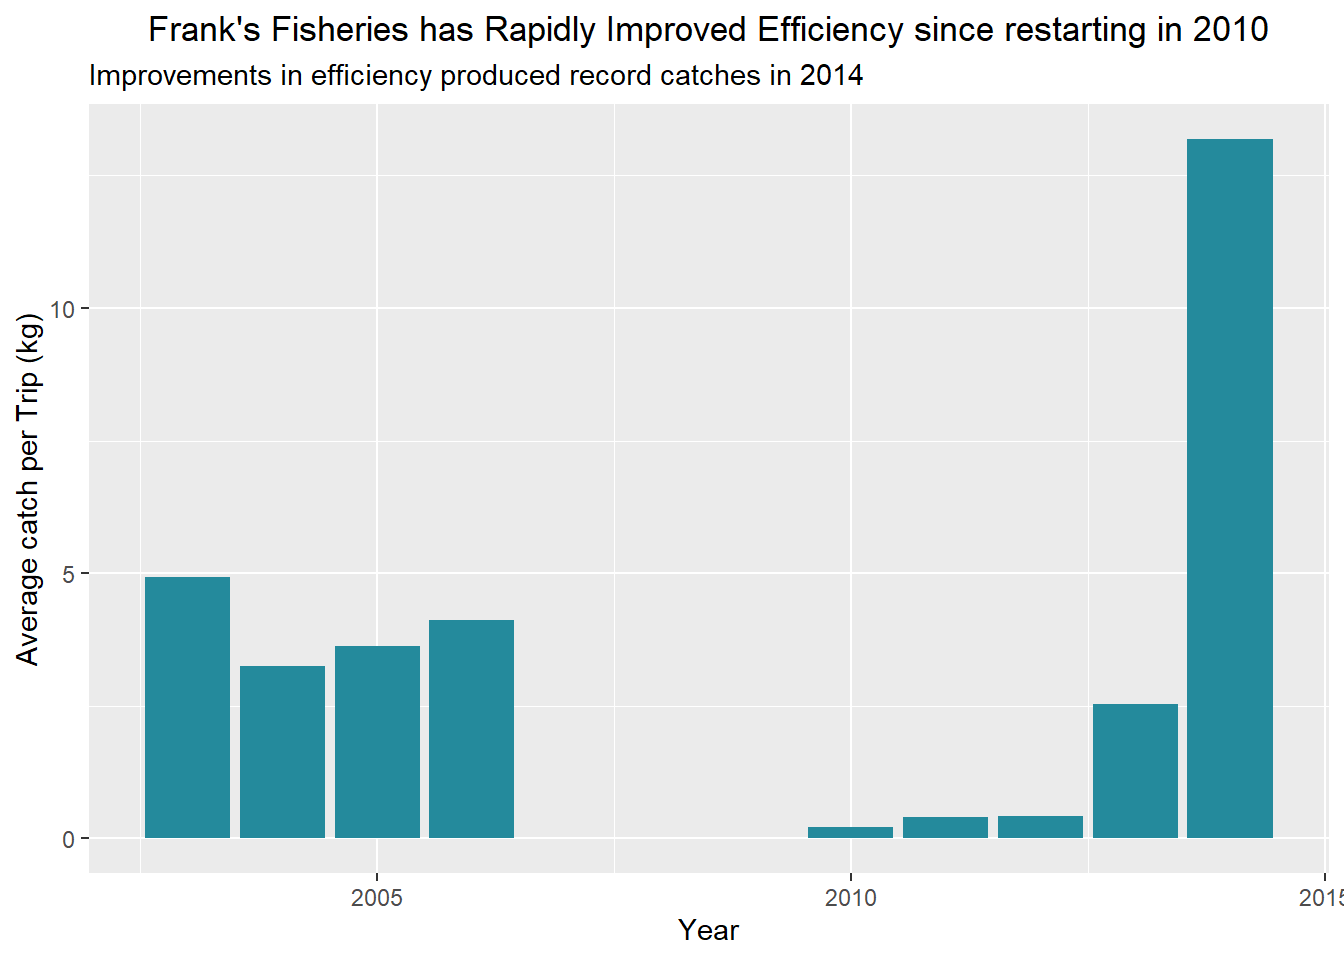 Frank's Fisheries has Rapidly Improved Efficiency since restarting in 2010
Improvements in efficiency produced record catches in 2014
Average catch per Trip (kg)
10
5
0
2005
2010
2015
Year